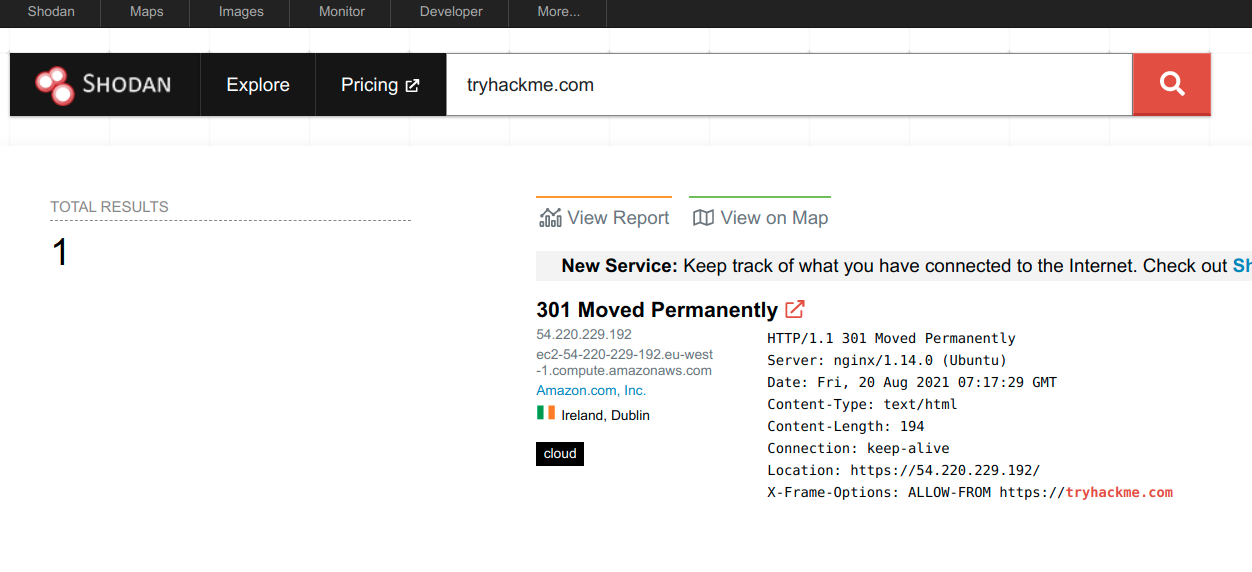 Shodan Maps Images Monitor Developer More...
SHODAN Explore Pricing tryhackme.com
TOTAL RESULTS
1
View Report View on Map
New Service: Keep track of what you have connected to the Internet. Check out Sh
301 Moved Permanently
54.220.229.192
ec2-54-220-229-192.eu-west
-1.compute.amazonaws.com
Amazon.com, Inc.
Ireland, Dublin
cloud
HTTP/1.1 301 Moved Permanently
Server: nginx/1.14.0 (Ubuntu)
Date: Fri, 20 Aug 2021 07:17:29 GMT
Content-Type: text/html
Content-Length: 194
Connection: keep-alive
Location: https://54.220.229.192/
X-Frame-Options: ALLOW-FROM https://tryhackme.com